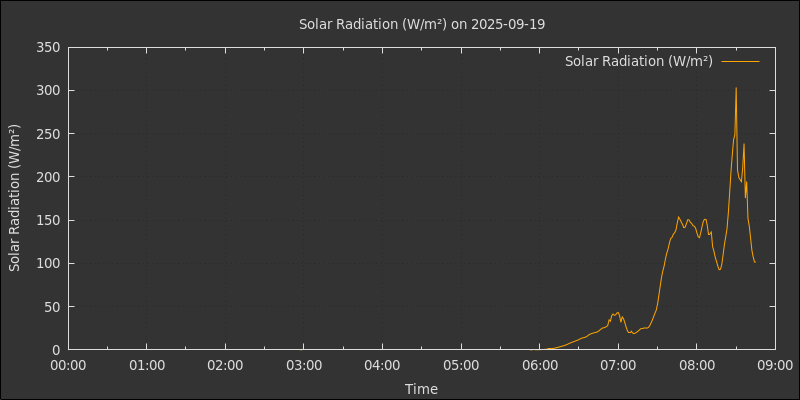 Solar Radiation (W/m²) on 2025-09-19
Solar Radiation (W/m²)
Solar Radiation (W/m²)
350
300
250
200
150
100
50
0
00:00 01:00 02:00 03:00 04:00 05:00 06:00 07:00 08:00 09:00
Time